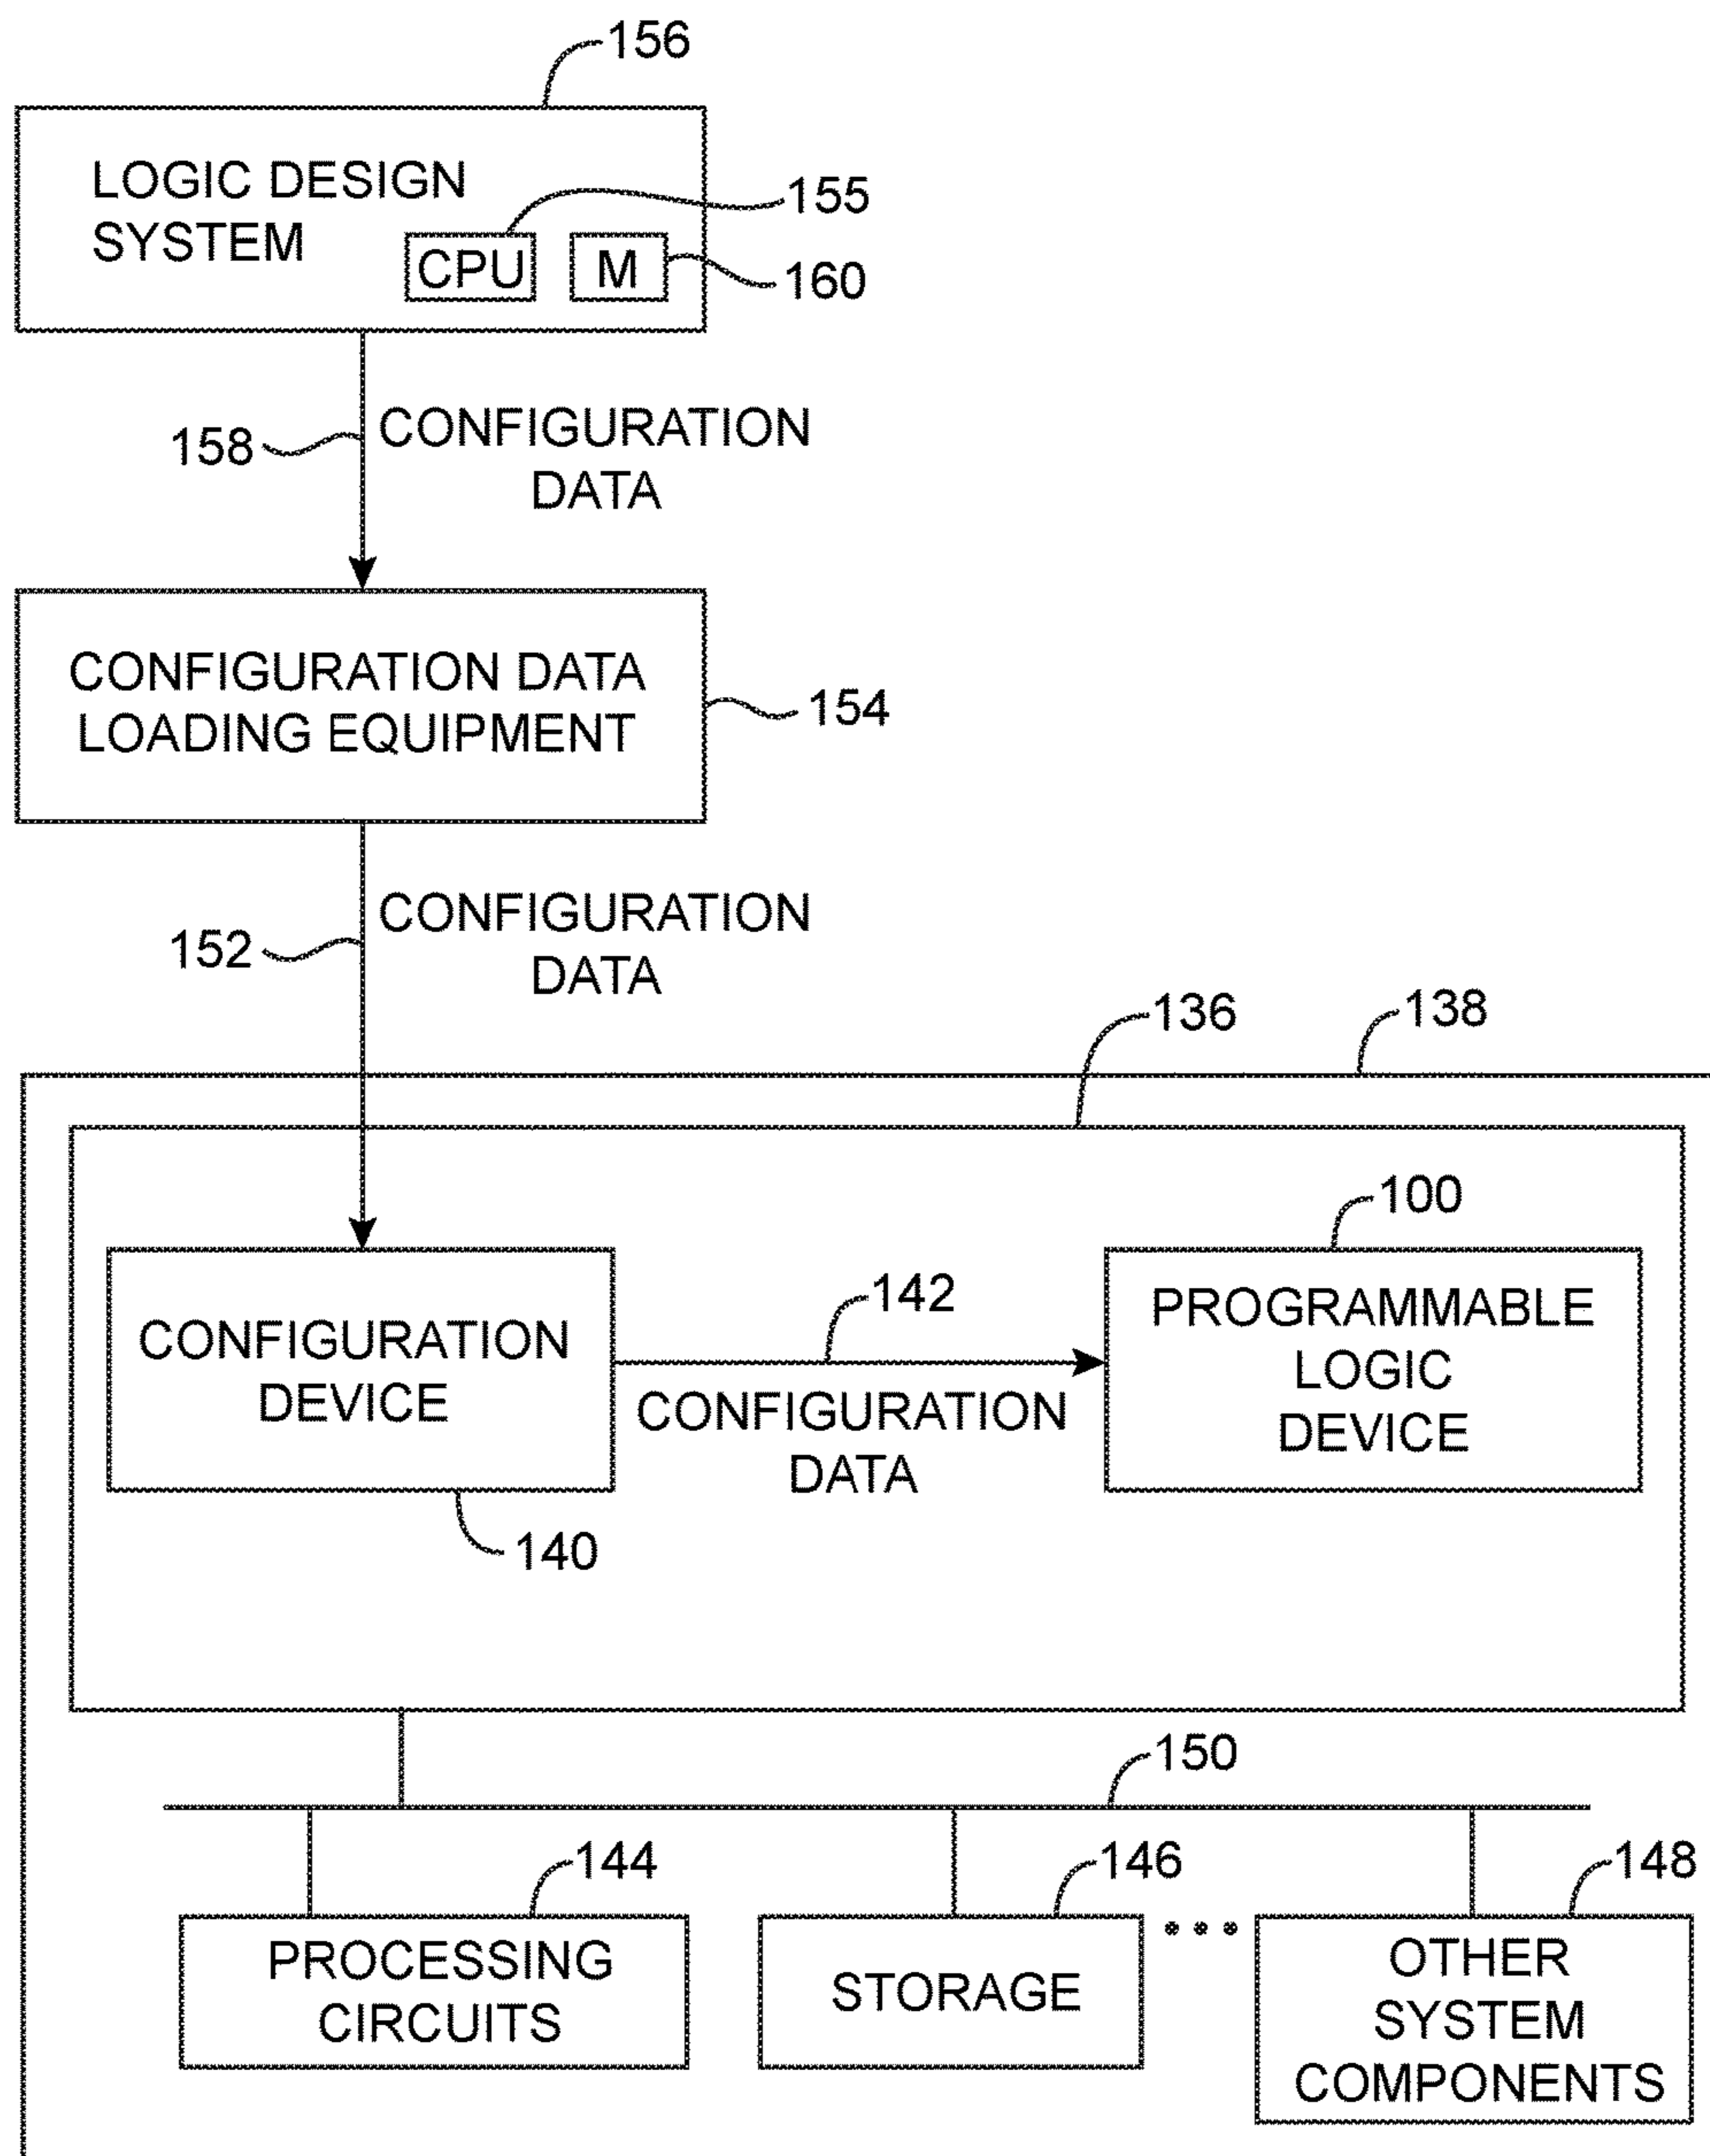 156
LOGIC DESIGN
SYSTEM
155
CPU
M
160
158
CONFIGURATION
DATA
CONFIGURATION DATA
LOADING EQUIPMENT
154
152
CONFIGURATION
DATA
136
138
100
CONFIGURATION
DEVICE
140
142
CONFIGURATION
DATA
PROGRAMMABLE
LOGIC
DEVICE
150
144
PROCESSING
CIRCUITS
146
STORAGE
•••
148
OTHER
SYSTEM
COMPONENTS